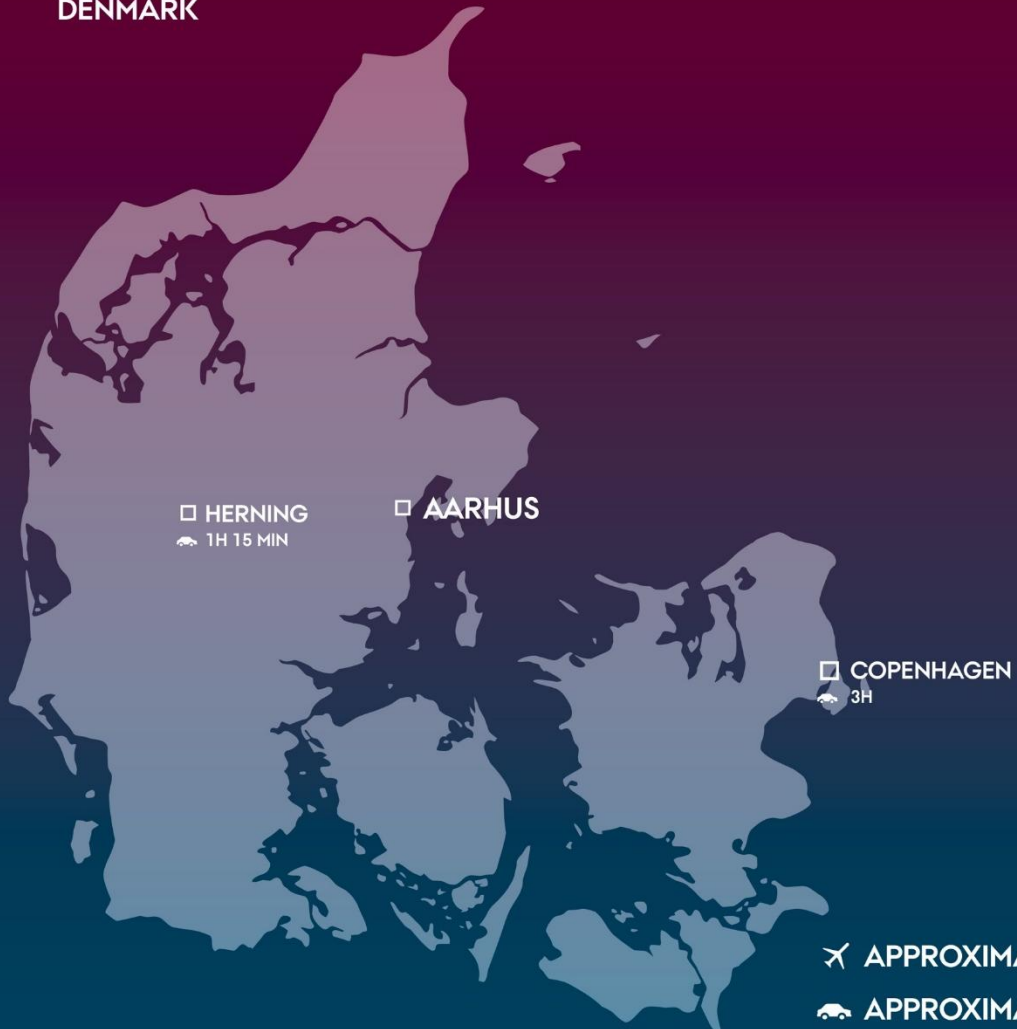 DENMARK
HERNING
1H 15 MIN
AARHUS
COPENHAGEN
3H
APPROXIMA
APPROXIMA